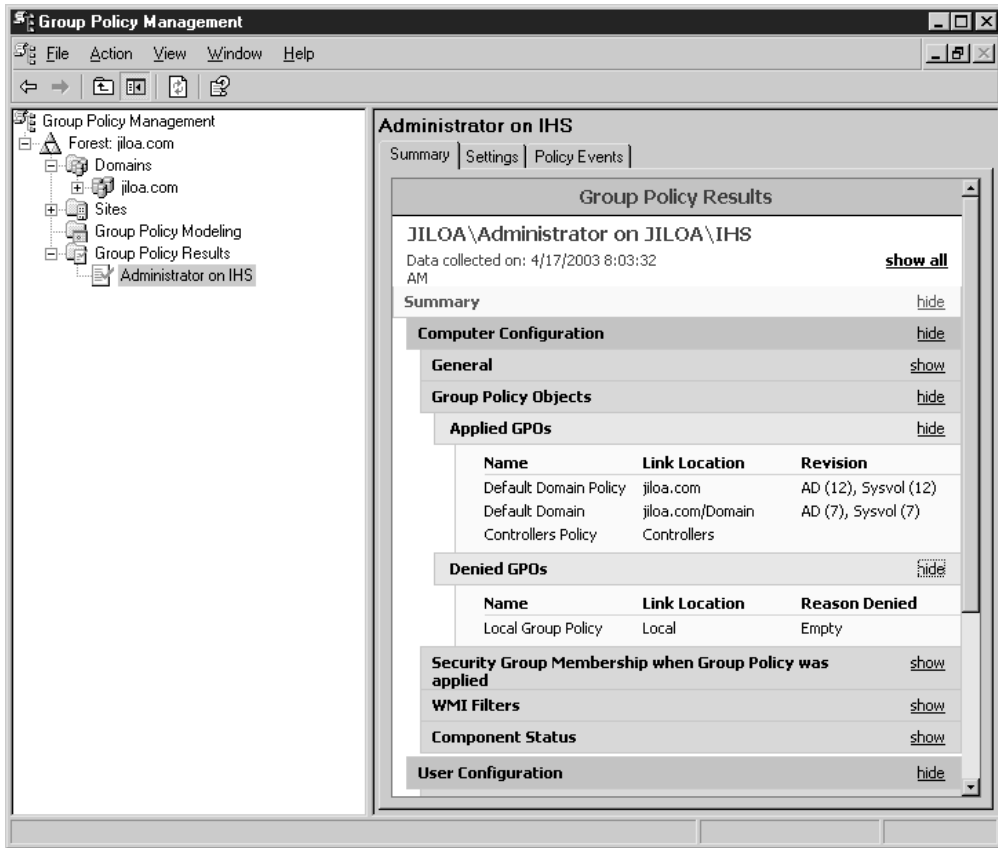 Group Policy Management
File Action View Window Help
Group Policy Management
Forest: jiloa.com
Domains
jiloa.com
Sites
Group Policy Modeling
Group Policy Results
Administrator on IHS
Administrator on IHS
Summary Settings Policy Events
Group Policy Results
JILOA\Administrator on JILOA\IHS
Data collected on: 4/17/2003 8:03:32
AM
show all
Summary hide
Computer Configuration hide
General show
Group Policy Objects hide
Applied GPOs hide
Name Link Location Revision
Default Domain Policy jiloa.com AD (12), Sysvol (12)
Default Domain jiloa.com/Domain AD (7), Sysvol (7)
Controllers Policy Controllers
Denied GPOs hide
Name Link Location Reason Denied
Local Group Policy Local Empty
Security Group Membership when Group Policy was show
applied
WMI Filters show
Component Status show
User Configuration hide